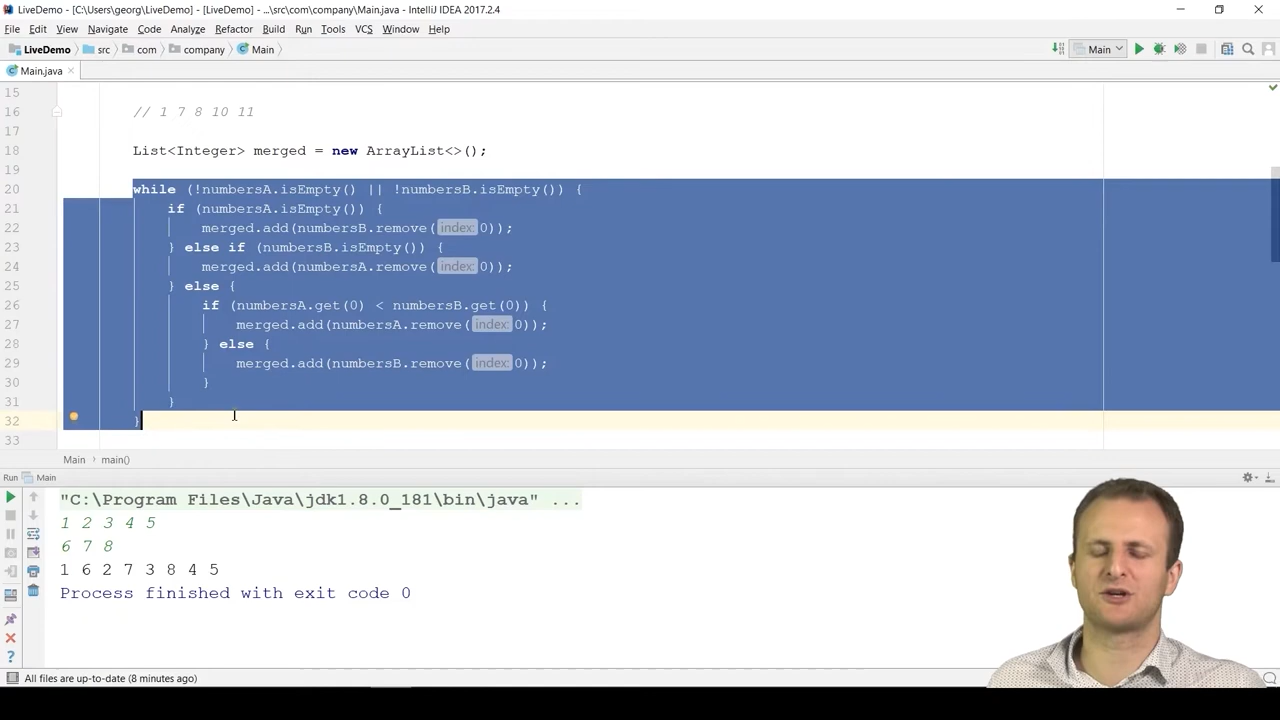 LiveDemo - [C:\Users\georg\LiveDemo] - [LiveDemo] - ...\src\com\company\Main.java - IntelliJ IDEA 2017.2.4
File Edit View Navigate Code Analyze Refactor Build Run Tools VCS Window Help
LiveDemo src com company Main Main
Main.java
15
16 // 1 7 8 10 11
17
18 List<Integer> merged = new ArrayList<>();
19
20 while (!numbersA.isEmpty() || !numbersB.isEmpty()) {
21 if (numbersA.isEmpty()) {
22 merged.add(numbersB.remove( index: 0));
23 } else if (numbersB.isEmpty()) {
24 merged.add(numbersA.remove( index: 0));
25 } else {
26 if (numbersA.get(0) < numbersB.get(0)) {
27 merged.add(numbersA.remove( index: 0));
28 } else {
29 merged.add(numbersB.remove( index: 0));
30 }
31 }
32 }
33
Main main()
Run Main
"C:\Program Files\Java\jdk1.8.0_181\bin\java" ...
1 2 3 4 5
6 7 8
1 6 2 7 3 8 4 5
Process finished with exit code 0
All files are up-to-date (8 minutes ago)